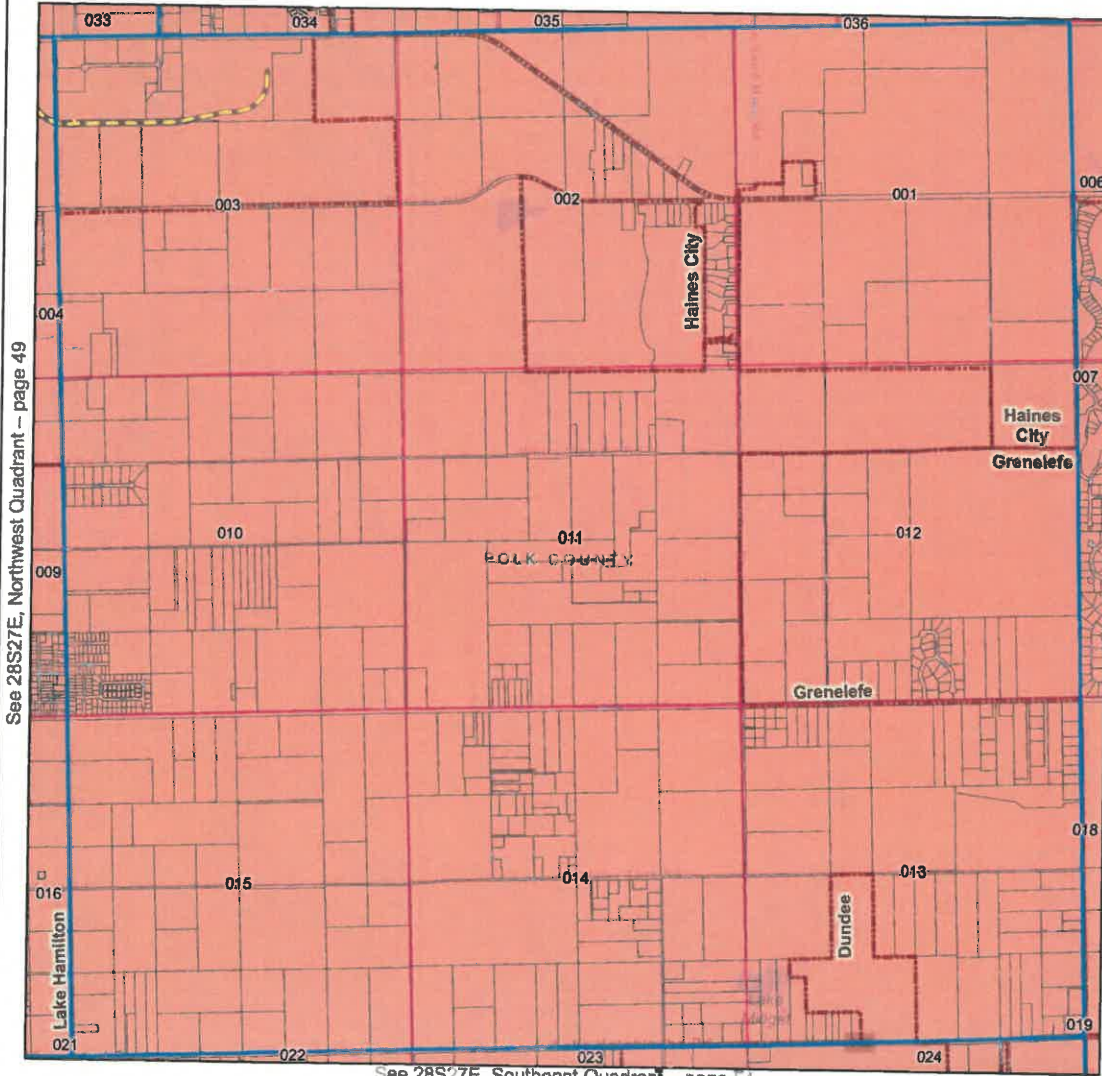 033
034
035
036
003
002
001
006
Haines City
004
See 28S27E, Northwest Quadrant – page 49
007
Haines
City
Grenelefe
010
011
012
POLK COUNTY
009
Grenelefe
018
016
015
014
013
Dundee
Lake Hamilton
Lake
019
021
022
023
024
See 28S27E, Southeast Quadrant – page